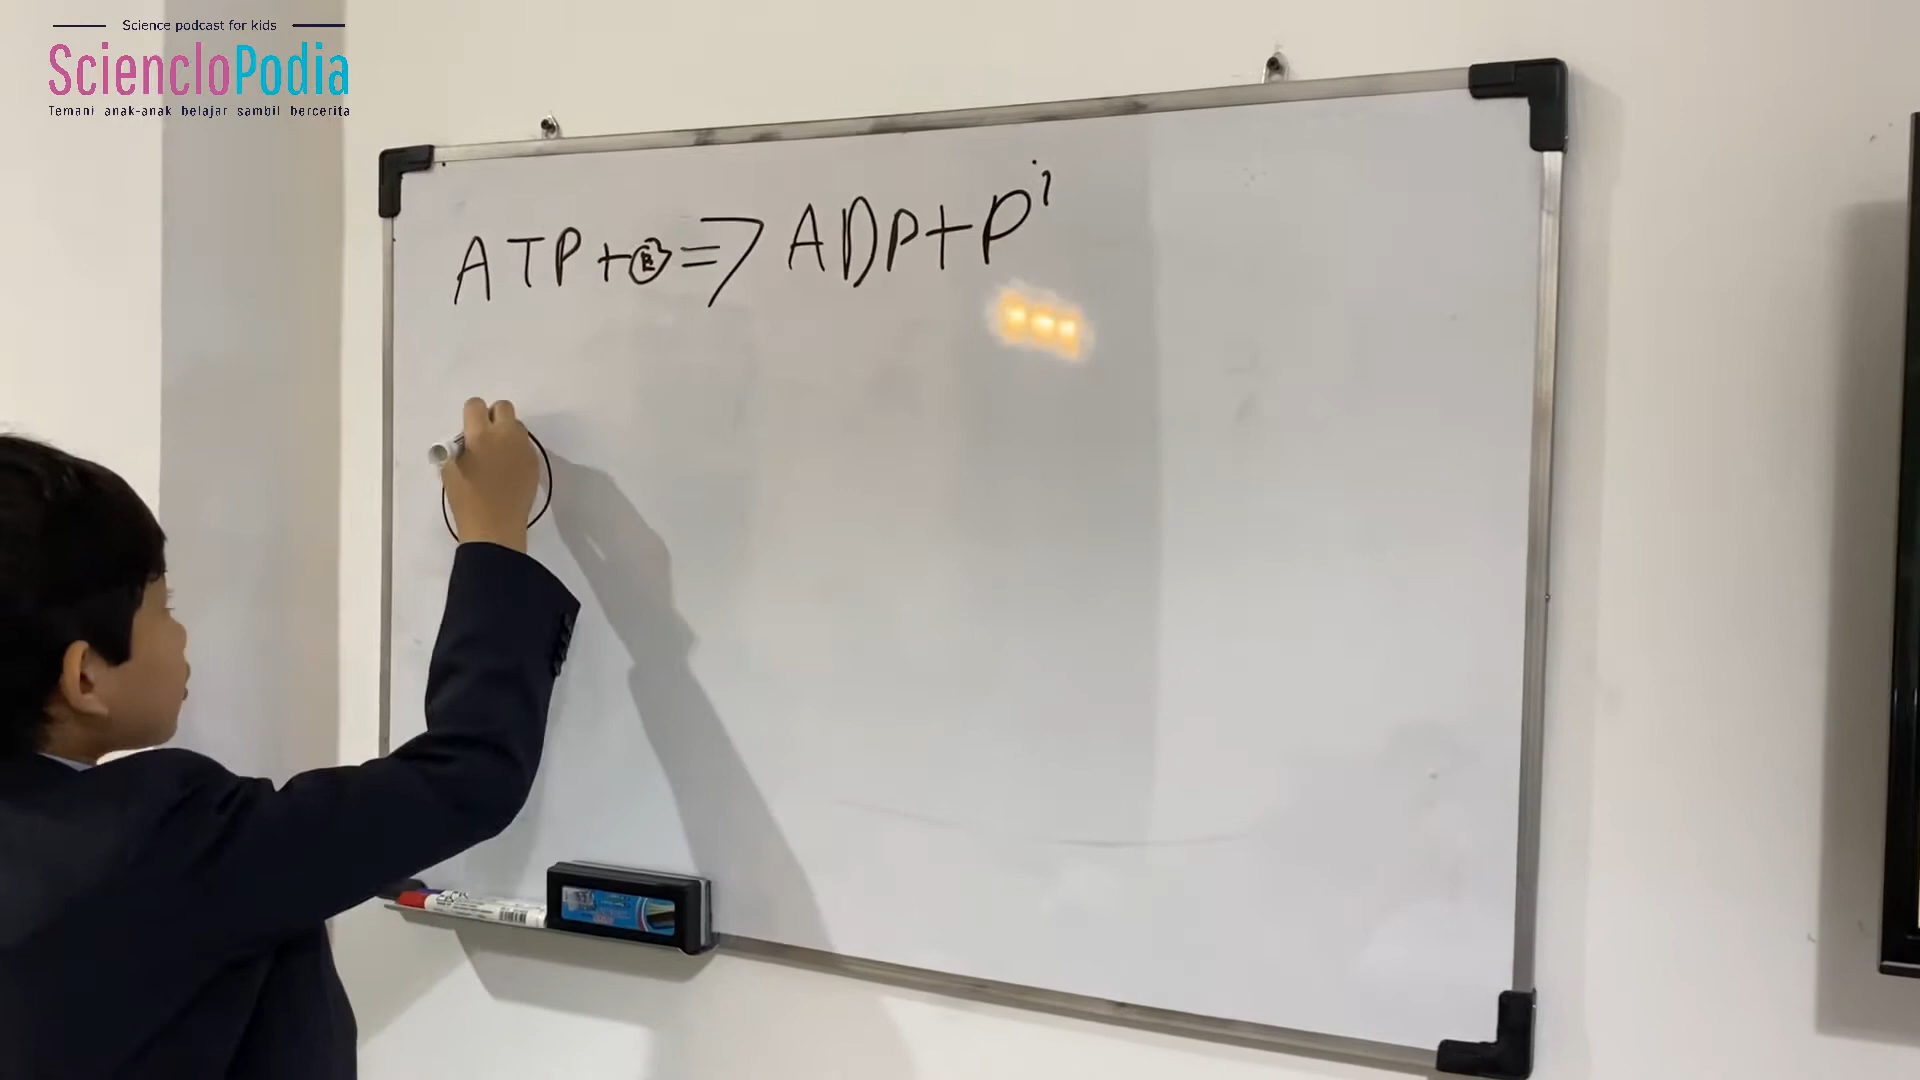 Science podcast for kids
SciencloPodia
Temani anak-anak belajar sambil bercerita
ATP + E => ADP + Pi